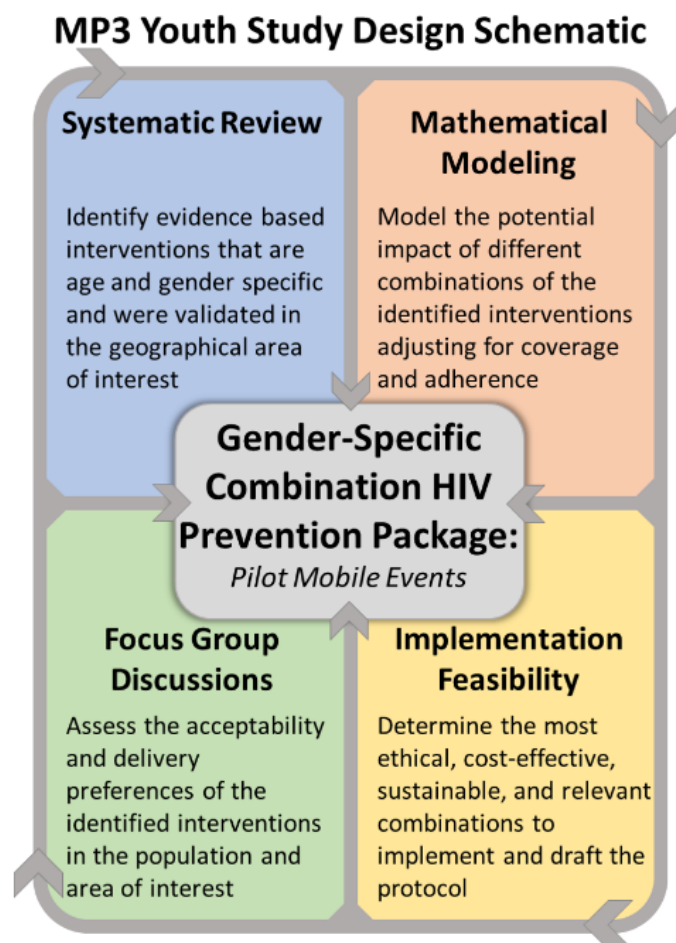 MP3 Youth Study Design Schematic
Systematic Review
Identify evidence based
interventions that are
age and gender specific
and were validated in
the geographical area
of interest
Mathematical
Modeling
Model the potential
impact of different
combinations of the
identified interventions
adjusting for coverage
and adherence
Gender-Specific
Combination HIV
Prevention Package:
Pilot Mobile Events
Focus Group
Discussions
Assess the acceptability
and delivery
preferences of the
identified interventions
in the population and
area of interest
Implementation
Feasibility
Determine the most
ethical, cost-effective,
sustainable, and relevant
combinations to
implement and draft the
protocol